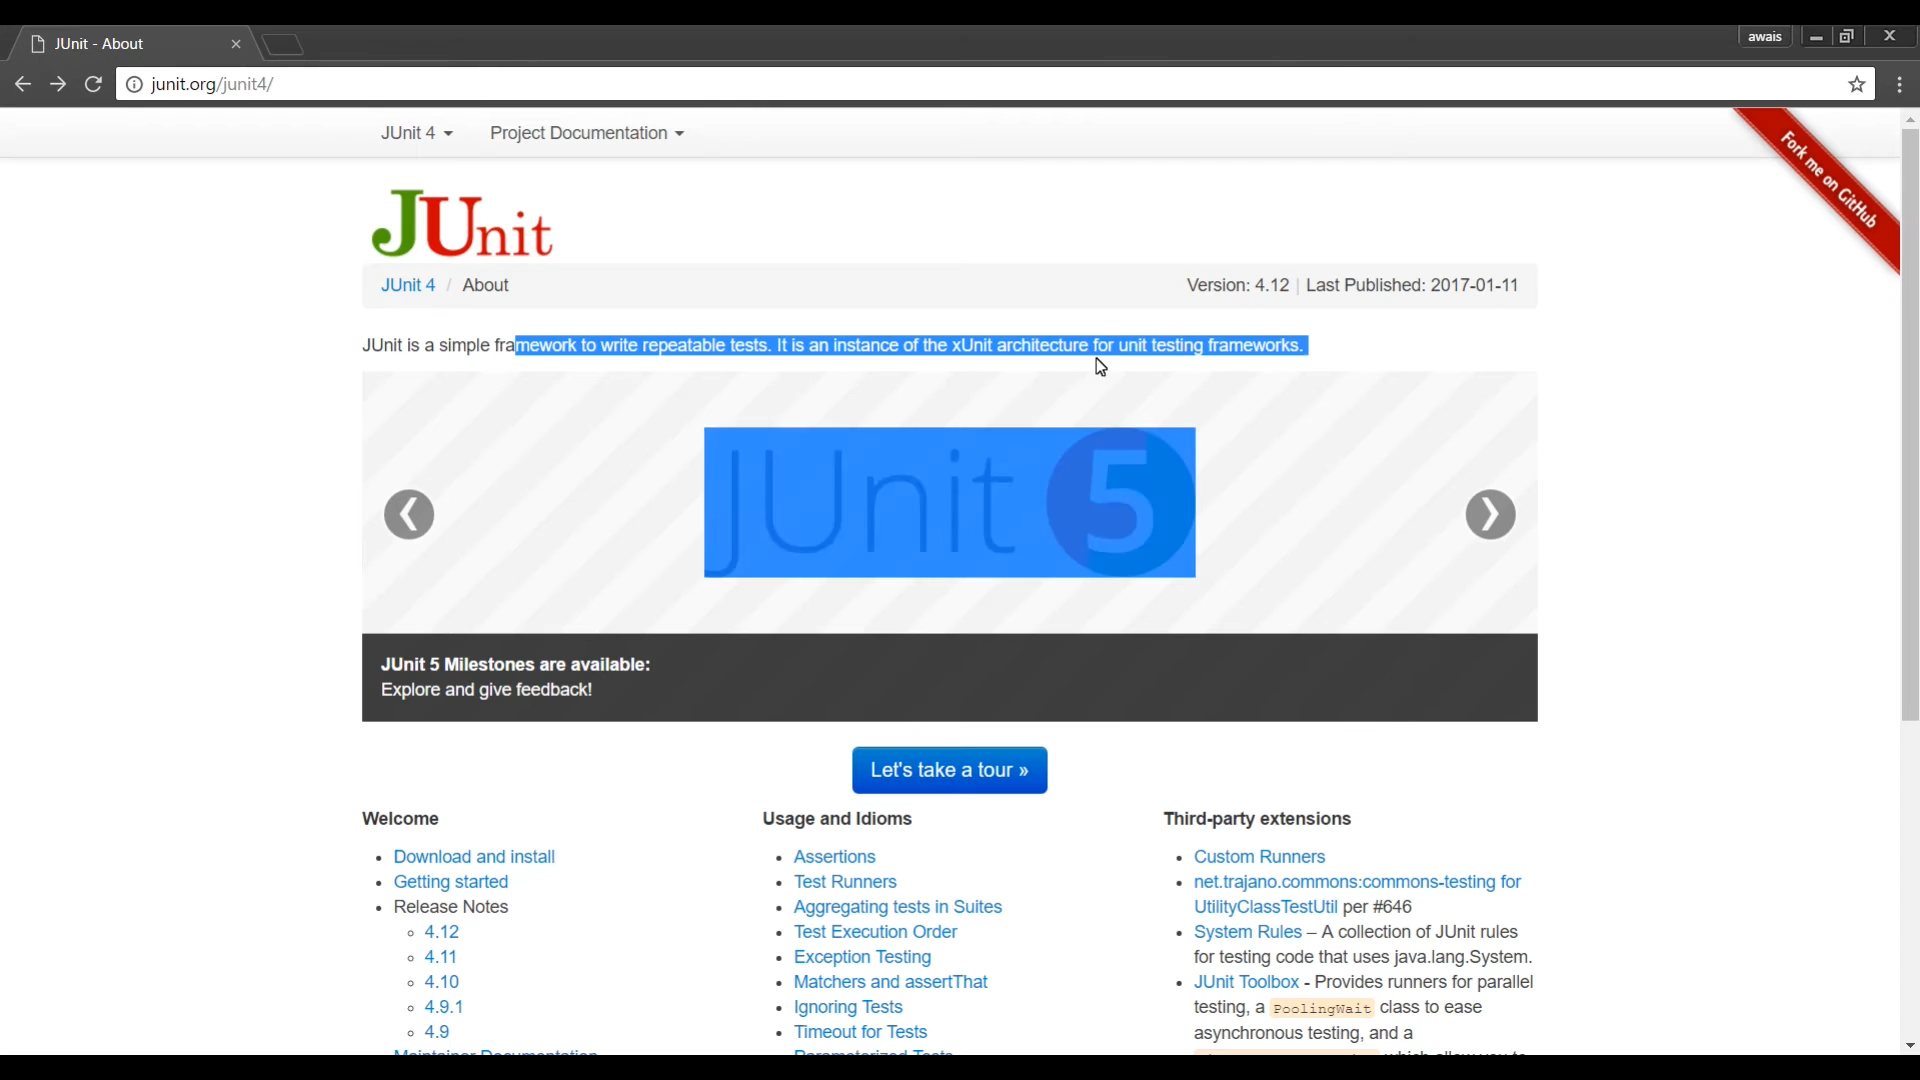 JUnit - About
awais
junit.org/junit4/
JUnit 4
Project Documentation
Fork me on GitHub
JUnit
JUnit 4 / About
Version: 4.12 | Last Published: 2017-01-11
JUnit is a simple framework to write repeatable tests. It is an instance of the xUnit architecture for unit testing frameworks.
JUnit 5
JUnit 5 Milestones are available:
Explore and give feedback!
Let's take a tour »
Welcome
Download and install
Getting started
Release Notes
4.12
4.11
4.10
4.9.1
4.9
Usage and Idioms
Assertions
Test Runners
Aggregating tests in Suites
Test Execution Order
Exception Testing
Matchers and assertThat
Ignoring Tests
Timeout for Tests
Third-party extensions
Custom Runners
net.trajano.commons:commons-testing for
UtilityClassTestUtil per #646
System Rules – A collection of JUnit rules
for testing code that uses java.lang.System.
JUnit Toolbox - Provides runners for parallel
testing, a PoolingWait class to ease
asynchronous testing, and a